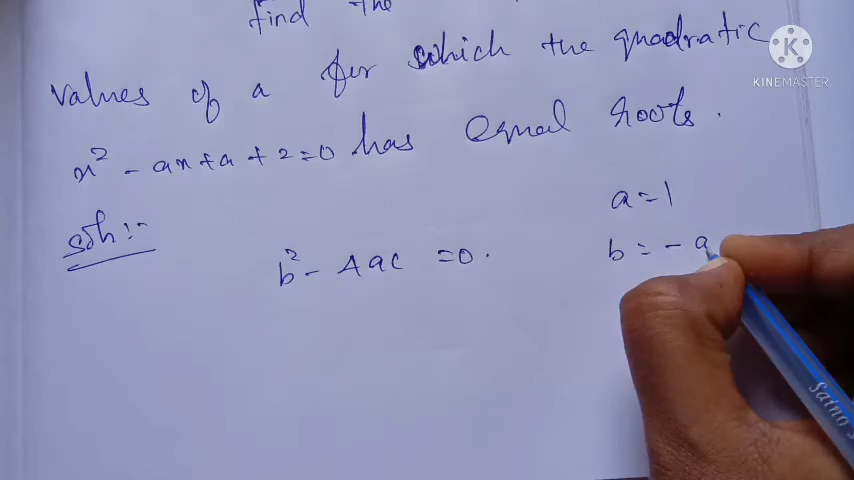 find the
values of a for which the quadratic
x² - ax + a + 2 = 0 has equal roots.
Soln:-
a = 1
b² - 4ac = 0.
b = - a
K
KINEMASTER
Saino